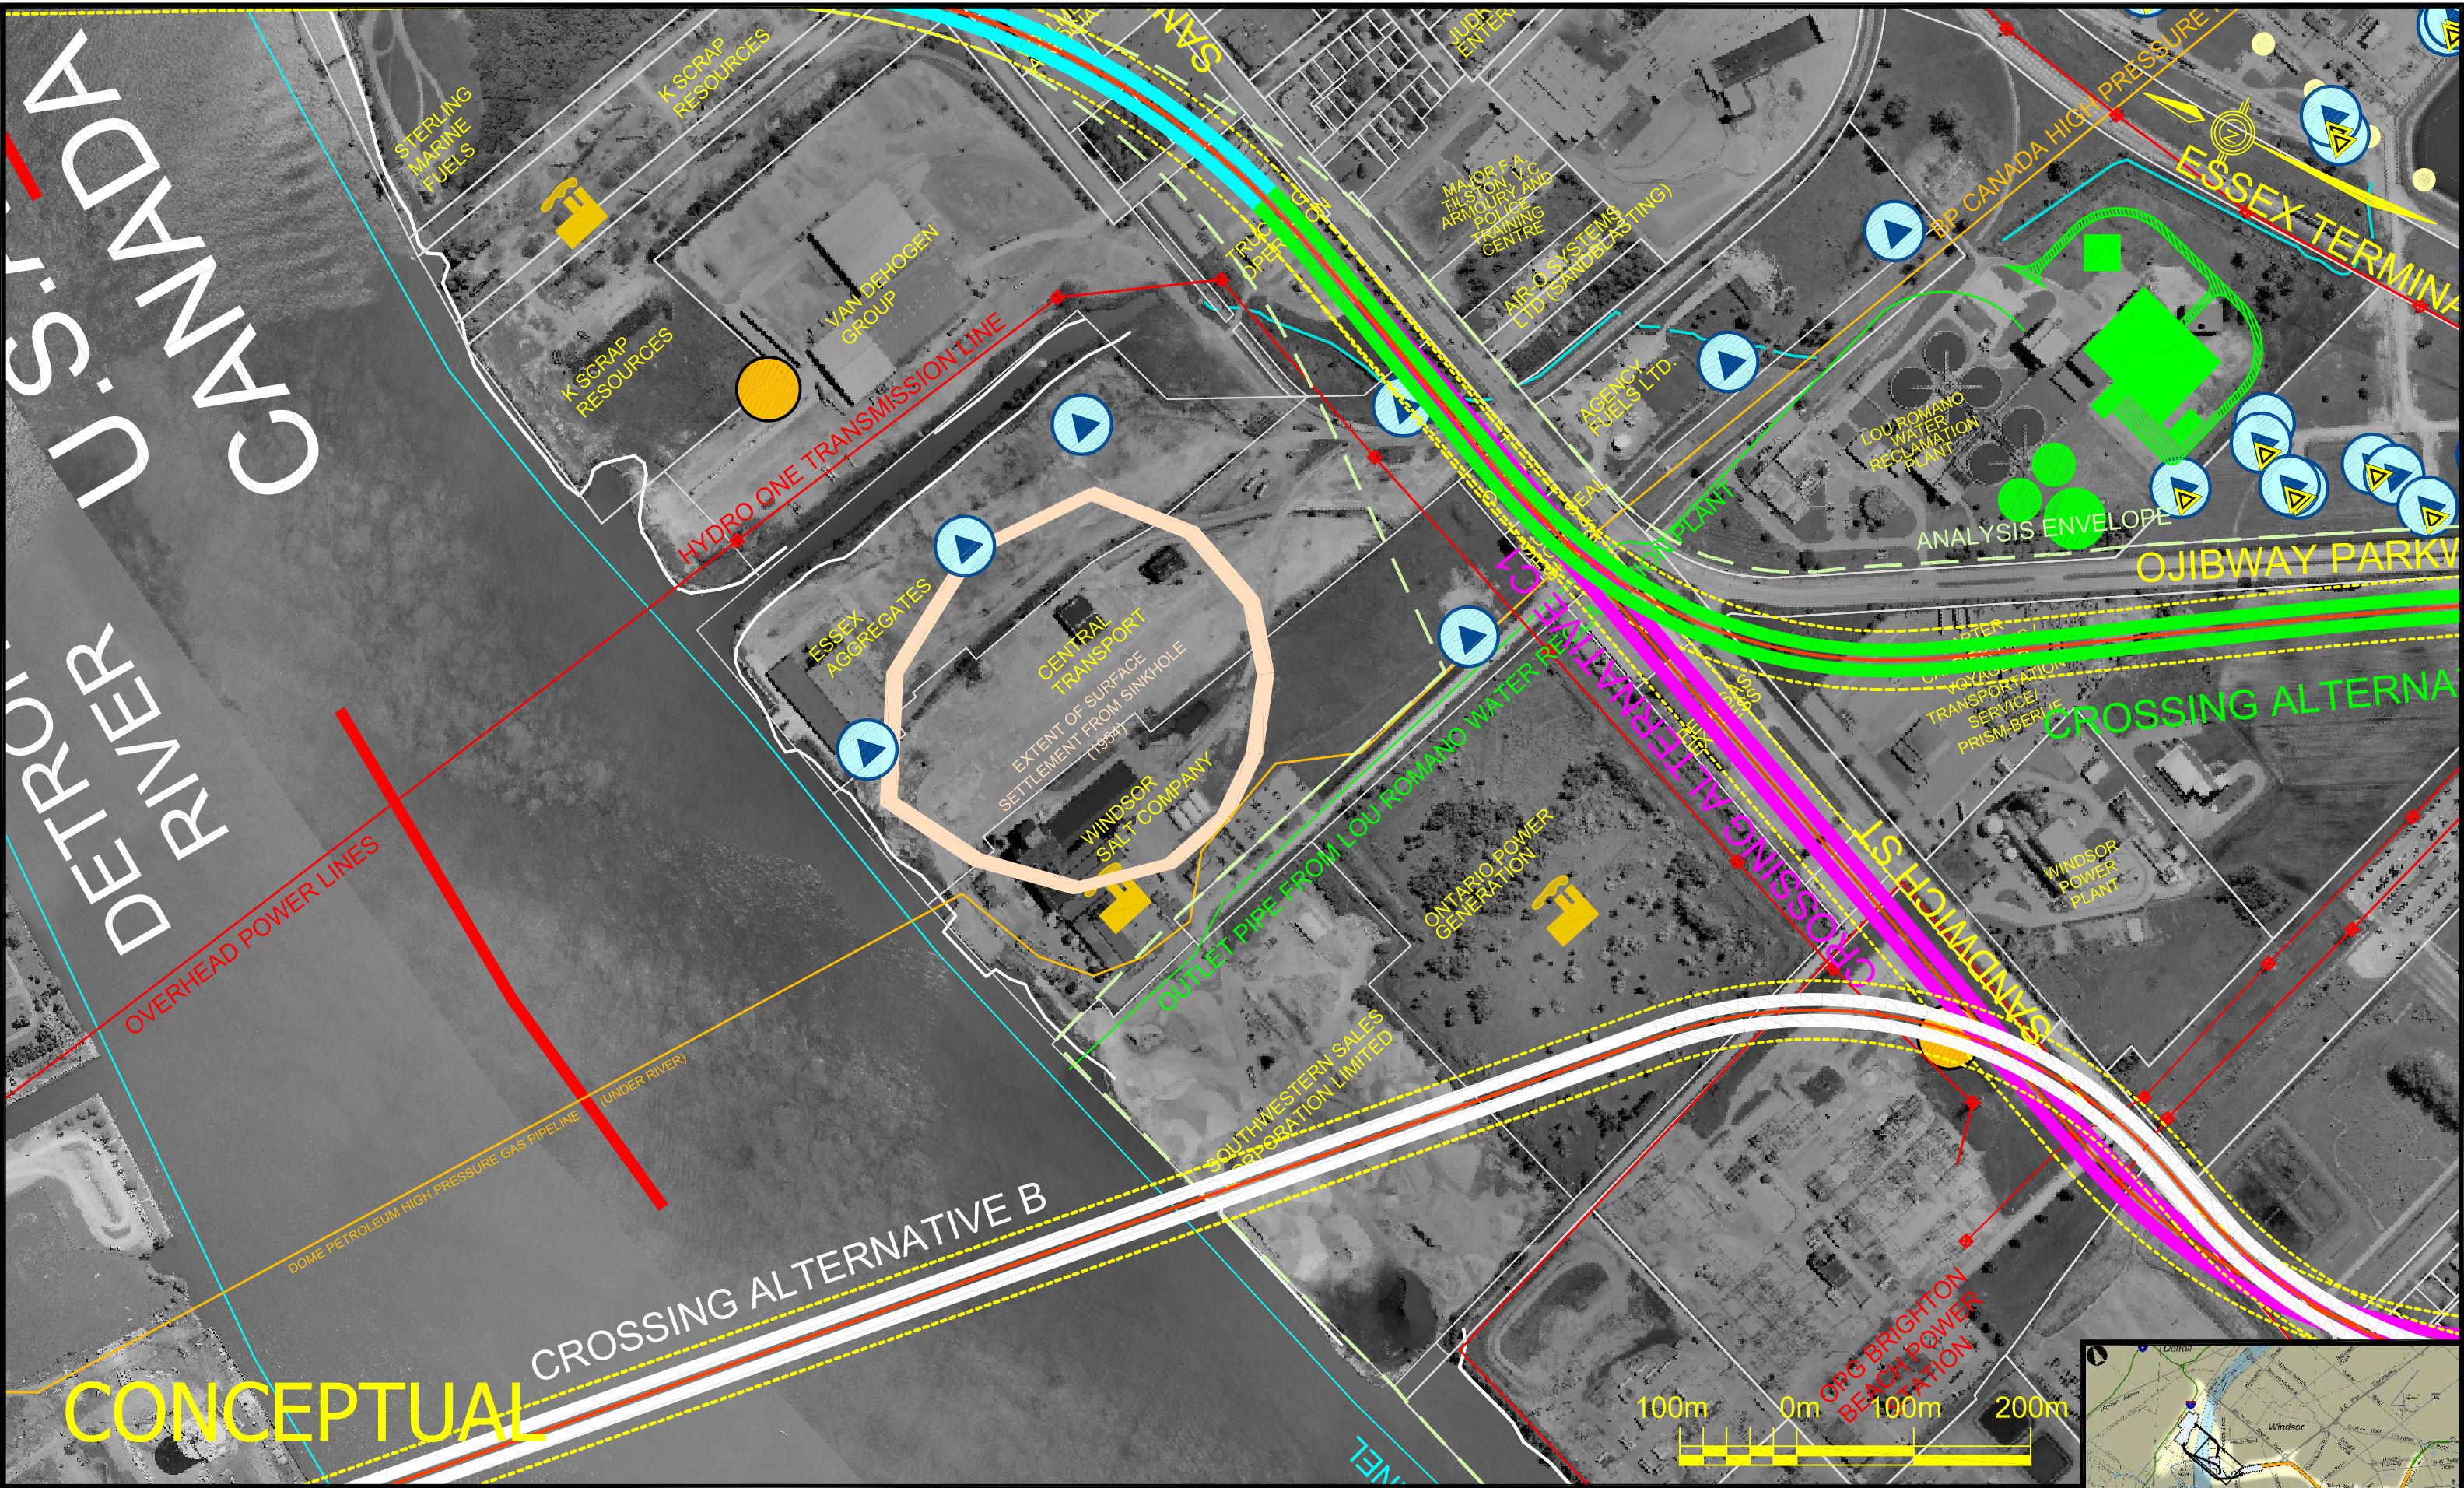 STERLING
MARINE
FUELS
K SCRAP
RESOURCES
U.S.
CANADA
DETROI
RIVER
VAN DEHOGEN
GROUP
K SCRAP
RESOURCES
HYDRO ONE TRANSMISSION LINE
MAJOR F.A.
TILSTON, V.C.
ARMOURY AND
POLICE
TRAINING
CENTRE
AIR-O SYSTEMS
LTD (SANDBLASTING)
AGENCY
FUELS LTD.
BP CANADA HIGH PRESSURE
N
ESSEX TERMINA
LOU ROMANO
WATER
RECLAMATION
PLANT
ANALYSIS ENVELOPE
OJIBWAY PARKW
CROSSING ALTERNA
TRANSPORTATION
SERVICE/
PRISM-BERLIE
ESSEX
AGGREGATES
CENTRAL
TRANSPORT
EXTENT OF SURFACE
SETTLEMENT FROM SINKHOLE
(1954)
WINDSOR
SALT COMPANY
OUTLET PIPE FROM LOU ROMANO WATER
ON PLANT
CROSSING ALTERNATIVE C1
SANDWICH ST
ONTARIO POWER
GENERATION
WINDSOR
POWER
PLANT
OVERHEAD POWER LINES
DOME PETROLEUM HIGH PRESSURE GAS PIPELINE (UNDER RIVER)
SOUTHWESTERN SALES
ORPORATION LIMITED
CROSSING ALTERNATIVE B
OPG BRIGHTON
BEACH POWER
STATION
CONCEPTUAL
100m 0m 100m 200m
Detroit
Windsor